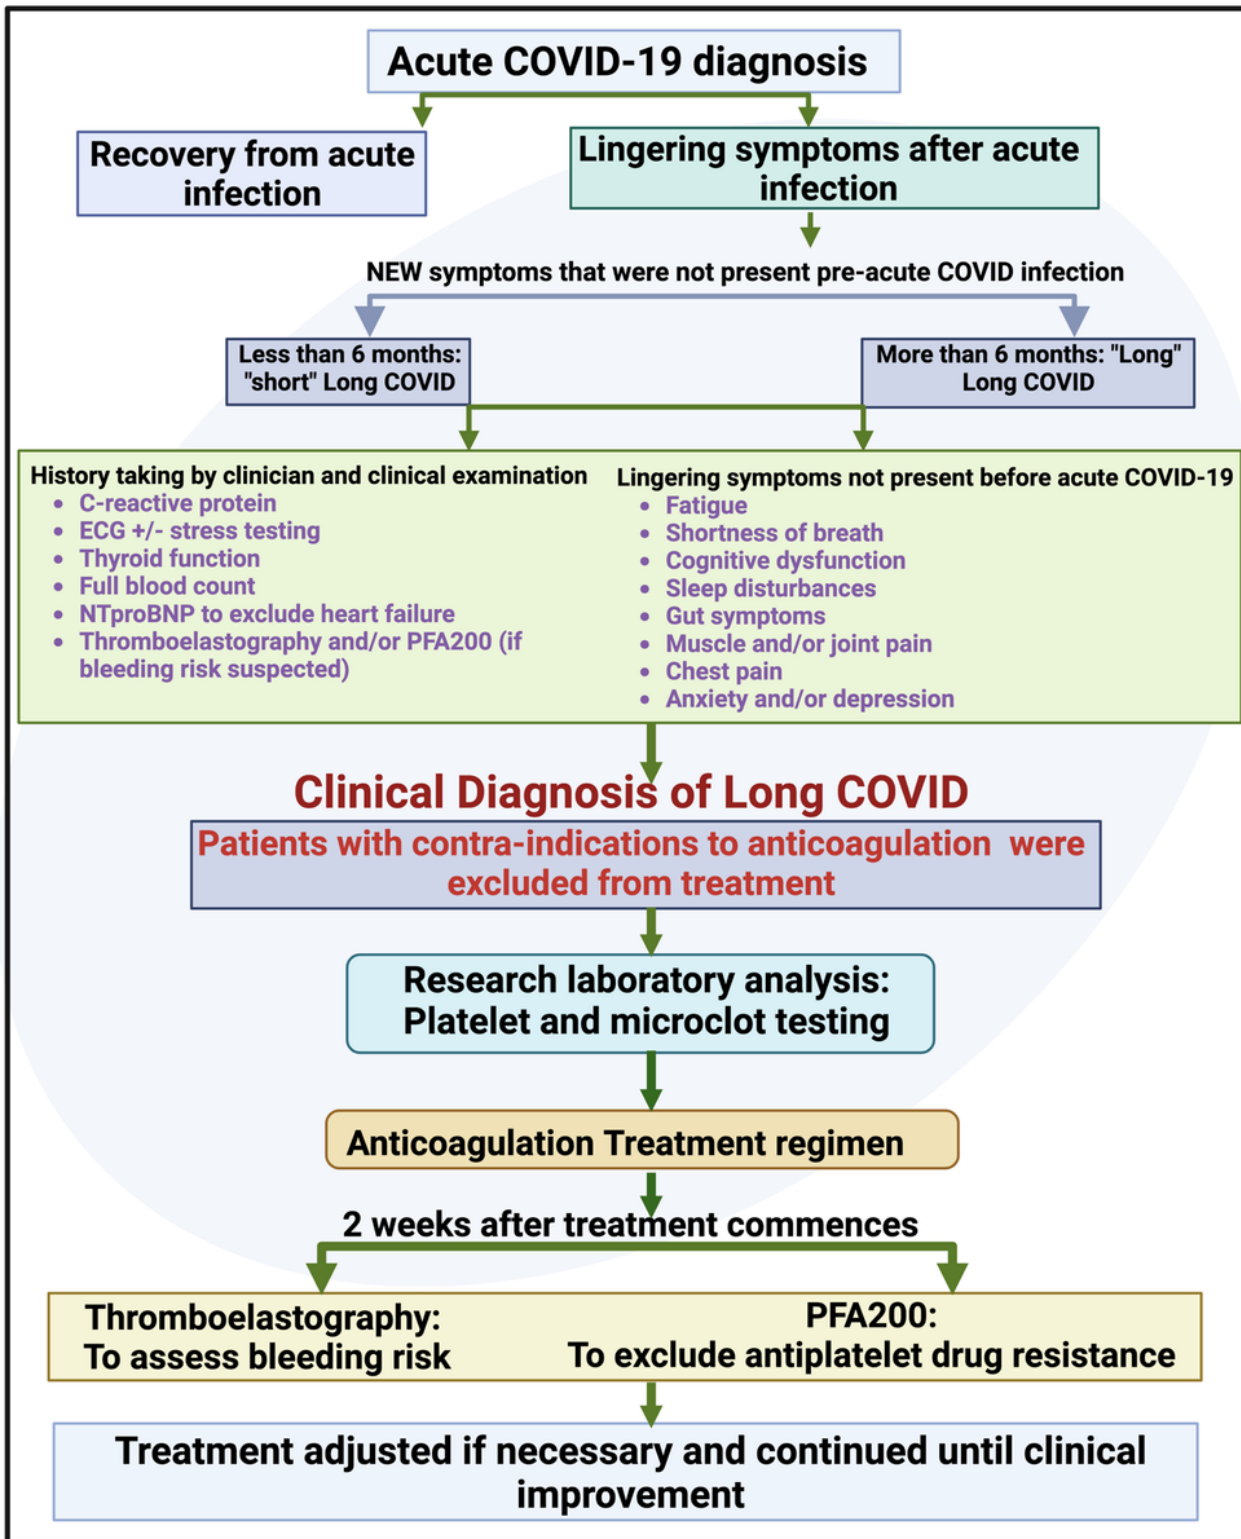 Acute COVID-19 diagnosis
Recovery from acute
infection
Lingering symptoms after acute
infection
NEW symptoms that were not present pre-acute COVID infection
Less than 6 months:
"short" Long COVID
More than 6 months: "Long"
Long COVID
History taking by clinician and clinical examination
• C-reactive protein
• ECG +/- stress testing
• Thyroid function
• Full blood count
• NTproBNP to exclude heart failure
• Thromboelastography and/or PFA200 (if
bleeding risk suspected)
Lingering symptoms not present before acute COVID-19
• Fatigue
• Shortness of breath
• Cognitive dysfunction
• Sleep disturbances
• Gut symptoms
• Muscle and/or joint pain
• Chest pain
• Anxiety and/or depression
Clinical Diagnosis of Long COVID
Patients with contra-indications to anticoagulation were
excluded from treatment
Research laboratory analysis:
Platelet and microclot testing
Anticoagulation Treatment regimen
2 weeks after treatment commences
Thromboelastography:
To assess bleeding risk
PFA200:
To exclude antiplatelet drug resistance
Treatment adjusted if necessary and continued until clinical
improvement